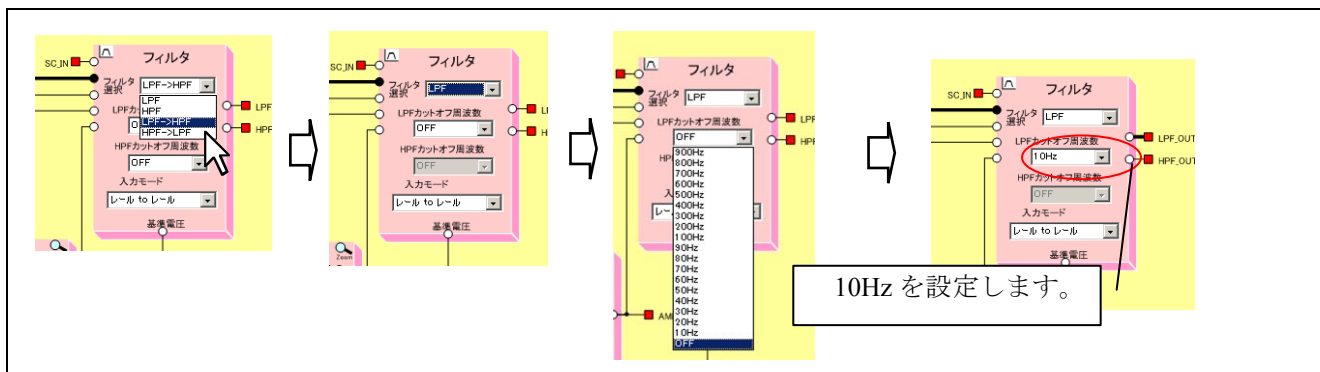 フィルタ
SC_IN
フィルタ
選択
LPF->HPF
LPF
HPF
LPF->HPF
HPF->LPF
LPF
HPF
HPFカットオフ周波数
OFF
入力モード
レール to レール
基準電圧
フィルタ
SC_IN
フィルタ
選択
LPF
LPFカットオフ周波数
OFF
HPFカットオフ周波数
OFF
入力モード
レール to レール
基準電圧
Zoom
フィルタ
フィルタ
選択
LPF
LPFカットオフ周波数
OFF
LPF
HPF
900Hz
800Hz
700Hz
600Hz
500Hz
400Hz
300Hz
200Hz
100Hz
90Hz
80Hz
70Hz
60Hz
50Hz
40Hz
30Hz
20Hz
10Hz
OFF
フィルタ
SC_IN
フィルタ
選択
LPF
LPFカットオフ周波数
10Hz
LPF_OUT
HPF_OUT
HPFカットオフ周波数
OFF
入力モード
レール to レール
基準電圧
10Hz を設定します。